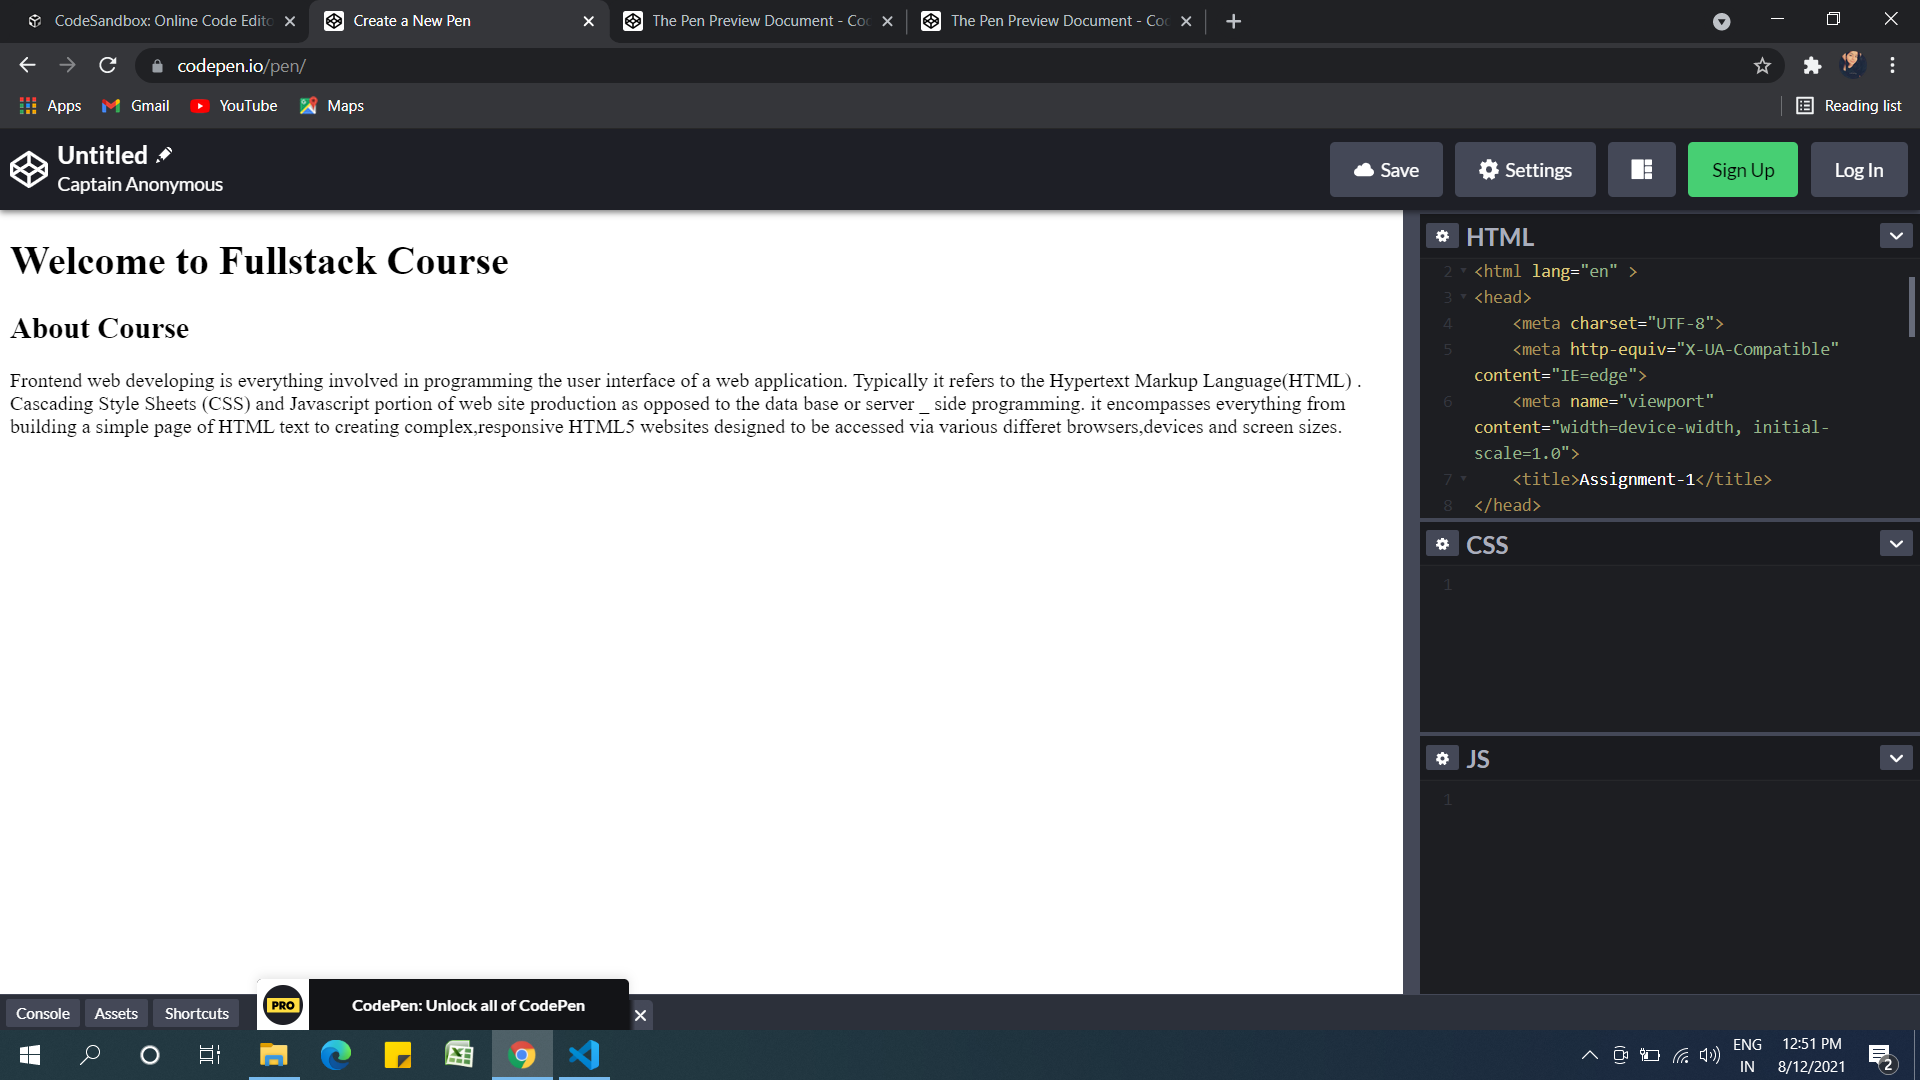 CodeSandbox: Online Code Edito
Create a New Pen
The Pen Preview Document - Co
The Pen Preview Document - Co
codepen.io/pen/
Apps
Gmail
YouTube
Maps
Reading list
Untitled
Captain Anonymous
Save
Settings
Sign Up
Log In
Welcome to Fullstack Course
About Course
Frontend web developing is everything involved in programming the user interface of a web application. Typically it refers to the Hypertext Markup Language(HTML) .
Cascading Style Sheets (CSS) and Javascript portion of web site production as opposed to the data base or server _ side programming. it encompasses everything from
building a simple page of HTML text to creating complex,responsive HTML5 websites designed to be accessed via various differet browsers,devices and screen sizes.
HTML
2 <html lang="en" >
3 <head>
4 <meta charset="UTF-8">
5 <meta http-equiv="X-UA-Compatible"
content="IE=edge">
6 <meta name="viewport"
content="width=device-width, initial-
scale=1.0">
7 <title>Assignment-1</title>
8 </head>
CSS
1
JS
1
Console
Assets
Shortcuts
PRO
CodePen: Unlock all of CodePen
ENG
IN
12:51 PM
8/12/2021
2